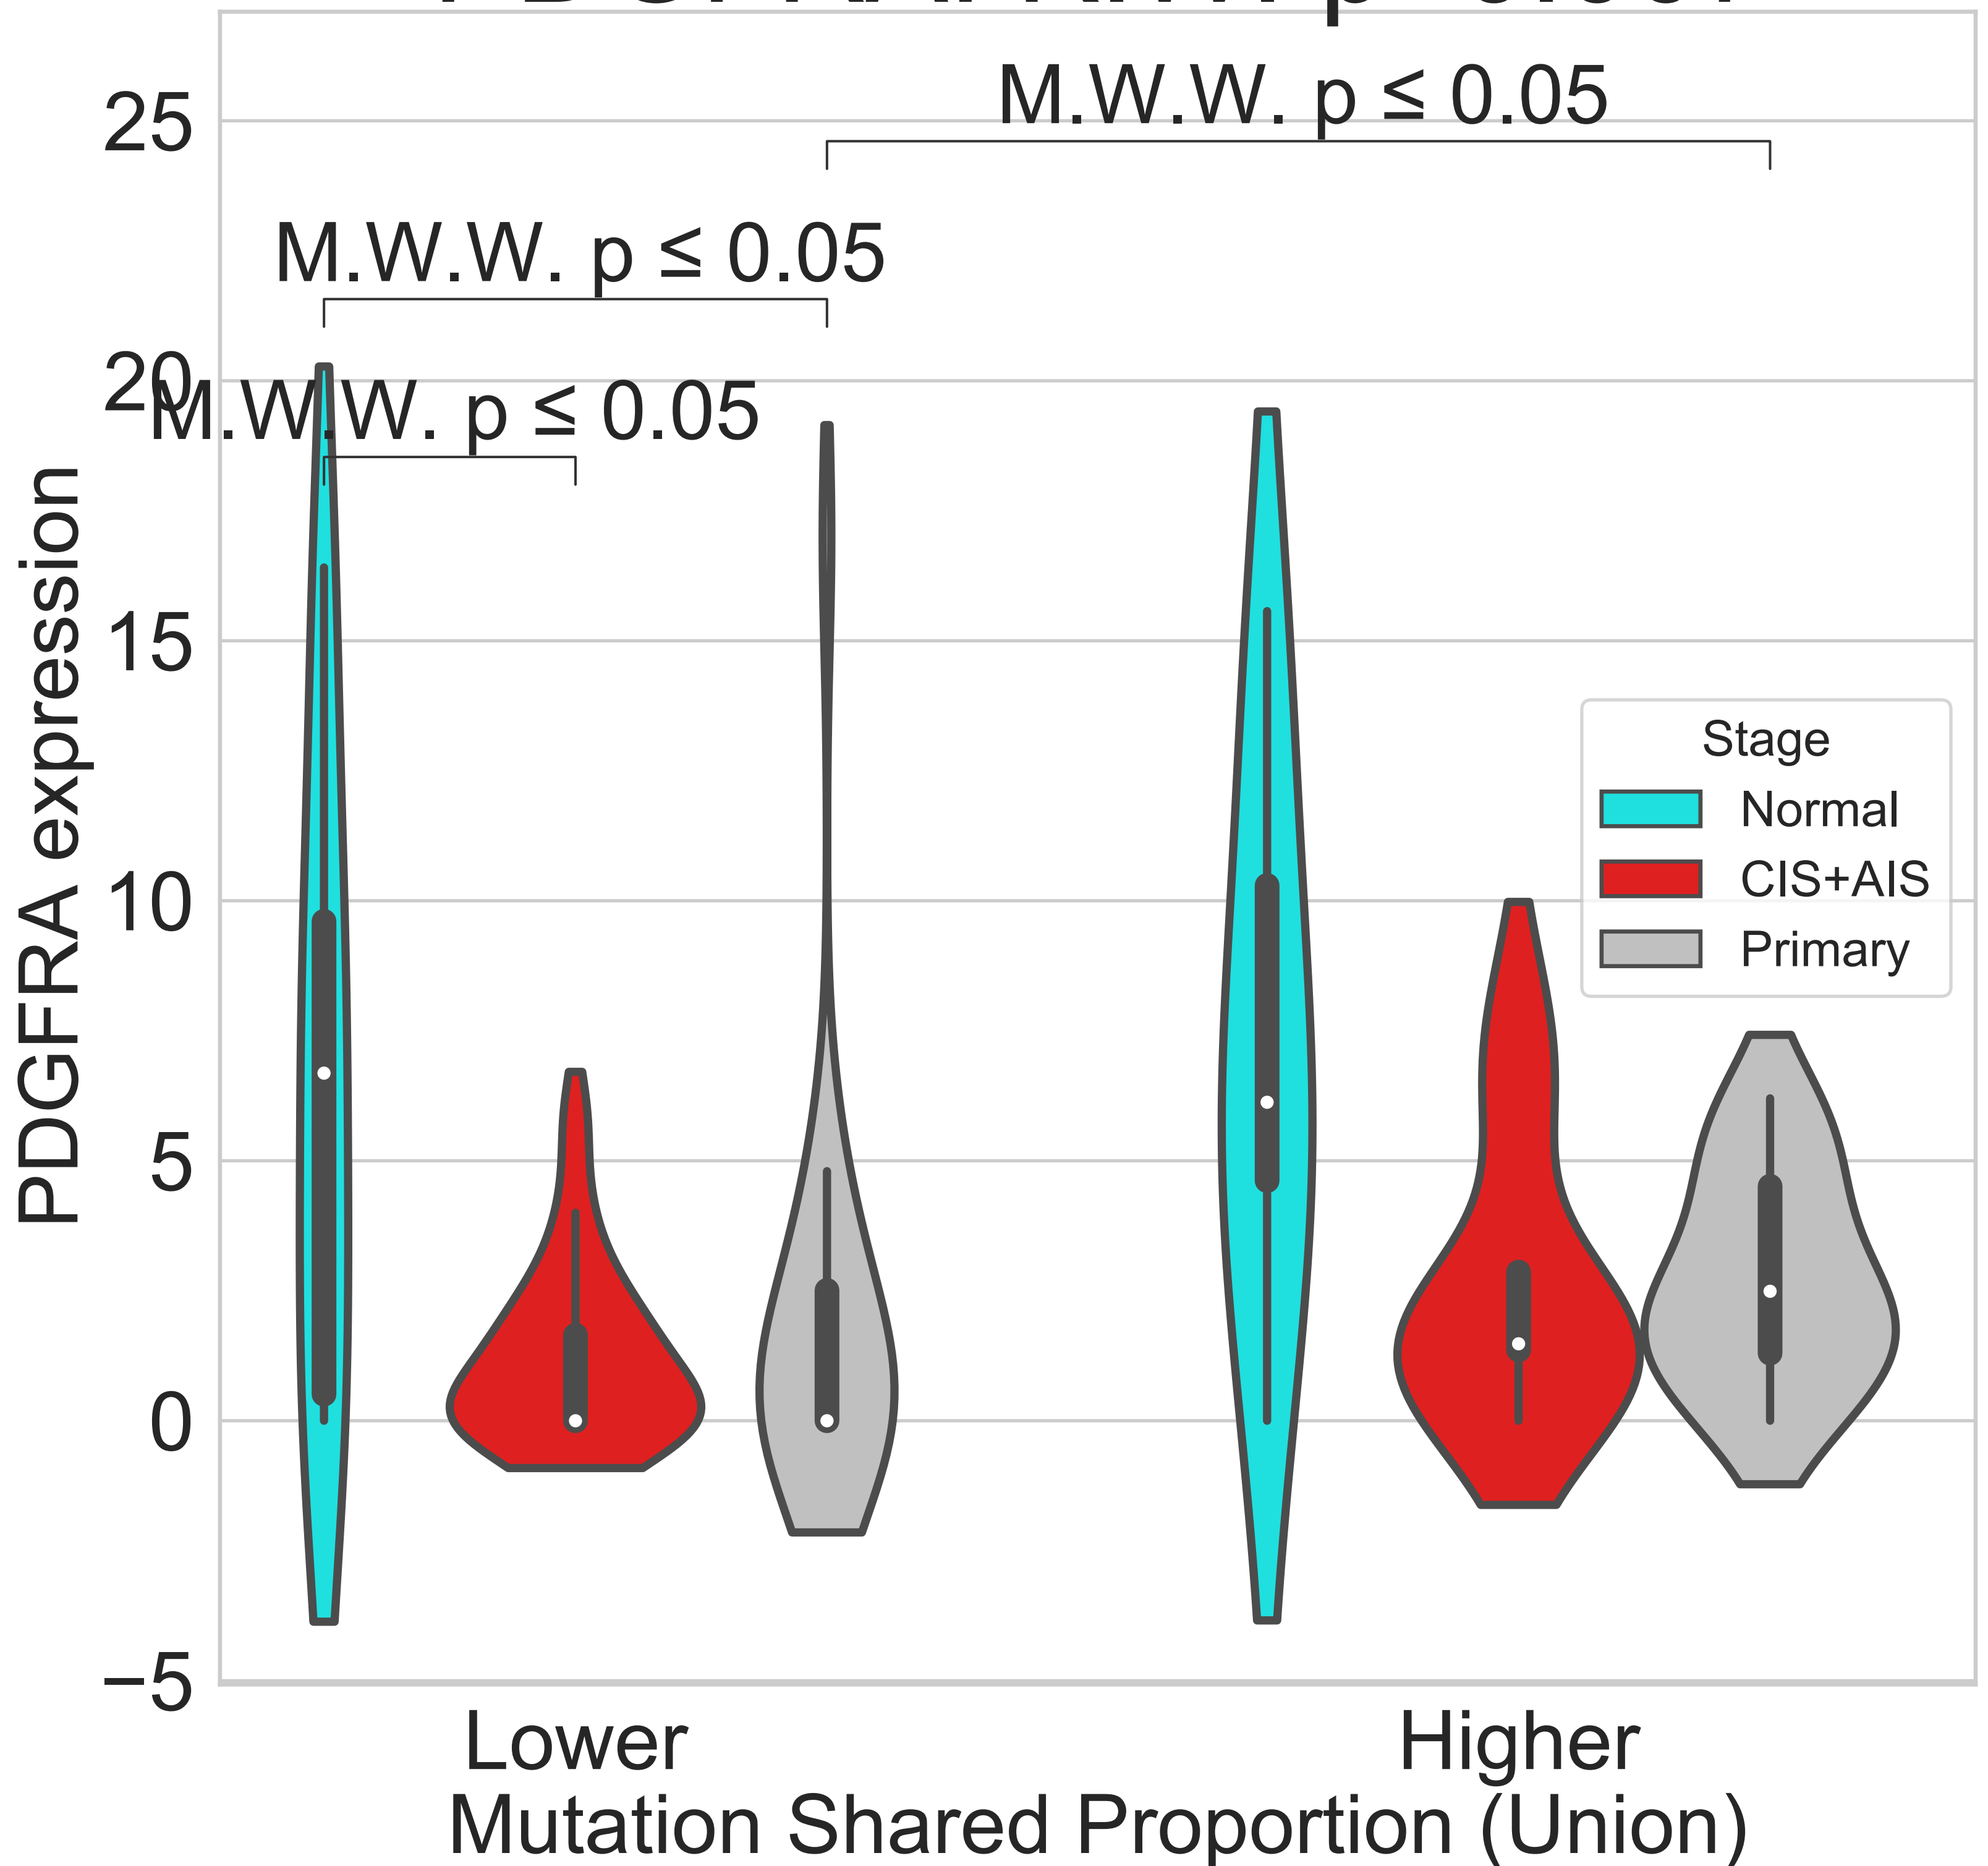 M.W.W. p ≤ 0.05
M.W.W. p ≤ 0.05
M.W.W. p ≤ 0.05
25
20
15
10
5
0
−5
PDGFRA expression
Stage
Normal
CIS+AIS
Primary
Lower
Higher
Mutation Shared Proportion (Union)